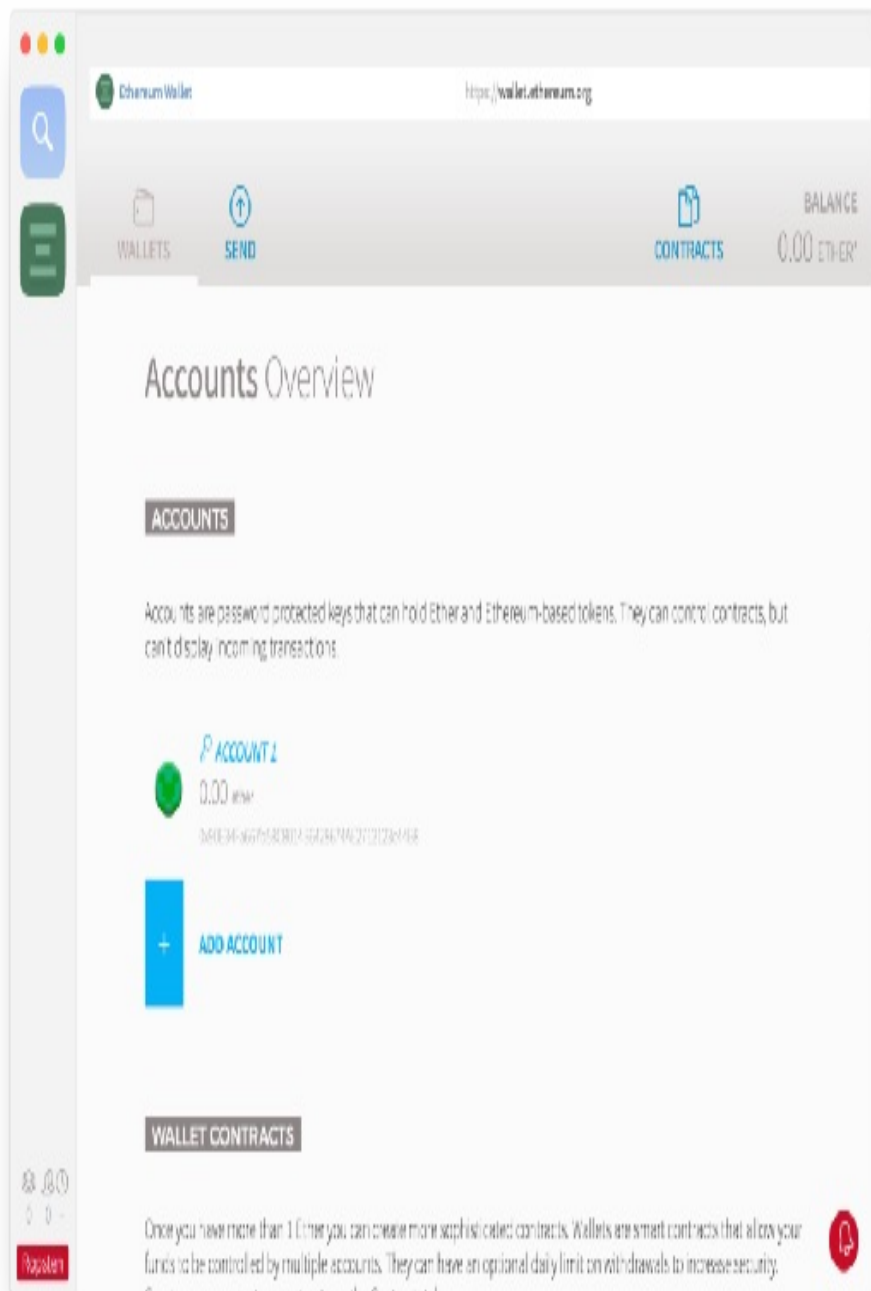 Ethereum Wallet
https://wallet.ethereum.org
WALLETS
SEND
CONTRACTS
BALANCE
0.00 ETHER*
Accounts Overview
ACCOUNTS
Accounts are password protected keys that can hold Ether and Ethereum-based tokens. They can control contracts, but
can't display incoming transactions.
ACCOUNT 1
0.00 ether
ADD ACCOUNT
WALLET CONTRACTS
0 0 -
Once you have more than 1 Ether you can create more sophisticated contracts. Wallets are smart contracts that allow your
funds to be controlled by multiple accounts. They can have an optional daily limit on withdrawals to increase security.
Ropsten